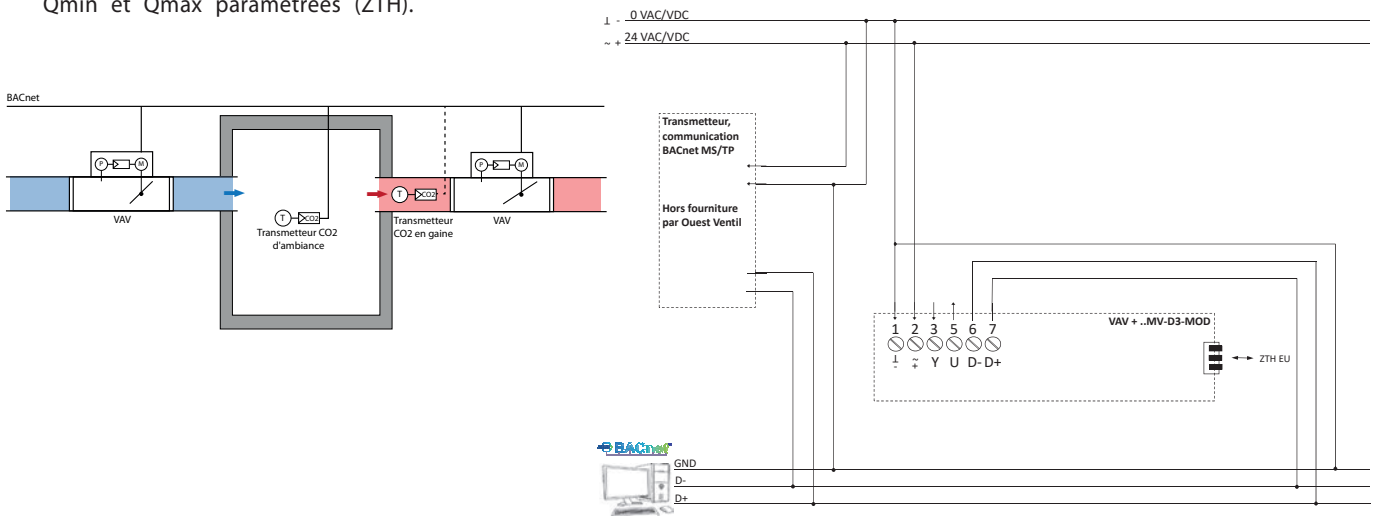 Qmin et Qmax paramétrées (ZTH).
BACnet
P
M
VAV
T
CO2
Transmetteur CO2
d'ambiance
T
CO2
Transmetteur
CO2 en gaine
P
M
VAV
⊥ - 0 VAC/VDC
~ + 24 VAC/VDC
Transmetteur,
communication
BACnet MS/TP
Hors fourniture
par Ouest Ventil
VAV + ..MV-D3-MOD
1 2 3 5 6 7
⊥ ~ Y U D- D+
- +
ZTH EU
BACnet
GND
D-
D+